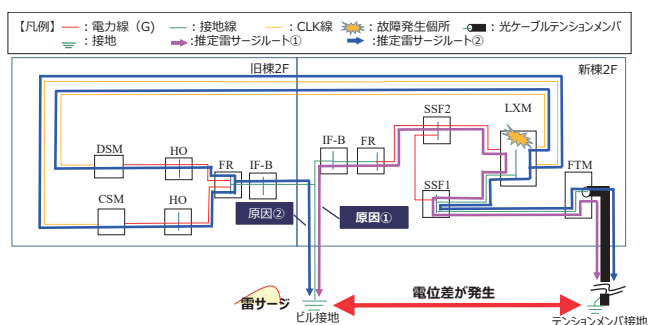 【凡例】 ー：電力線（G） ー：接地線 ー：CLK線 ：故障発生個所 ：光ケーブルテンションメンバ
：接地 ：推定雷サージルート① ：推定雷サージルート②
旧棟2F
新棟2F
LXM
SSF2
DSM
HO
FR
IF-B
IF-B
FR
FTM
CSM
HO
SSF1
原因②
原因①
雷サージ
ビル接地
電位差が発生
テンションメンバ接地